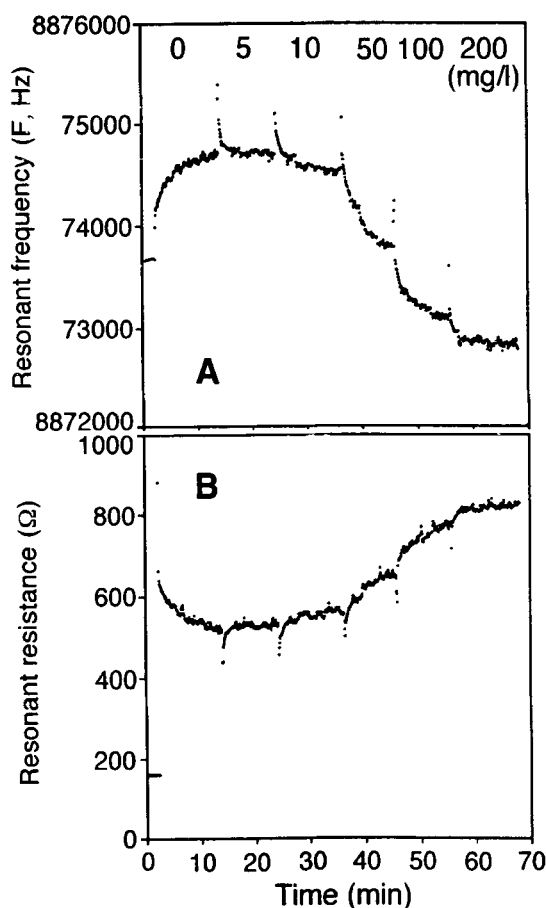 8876000
0 5 10 50 100 200
(mg/l)
75000
74000
73000
8872000
Resonant frequency (F, Hz)
A
1000
800
600
400
200
0
Resonant resistance (Ω)
B
0 10 20 30 40 50 60 70
Time (min)